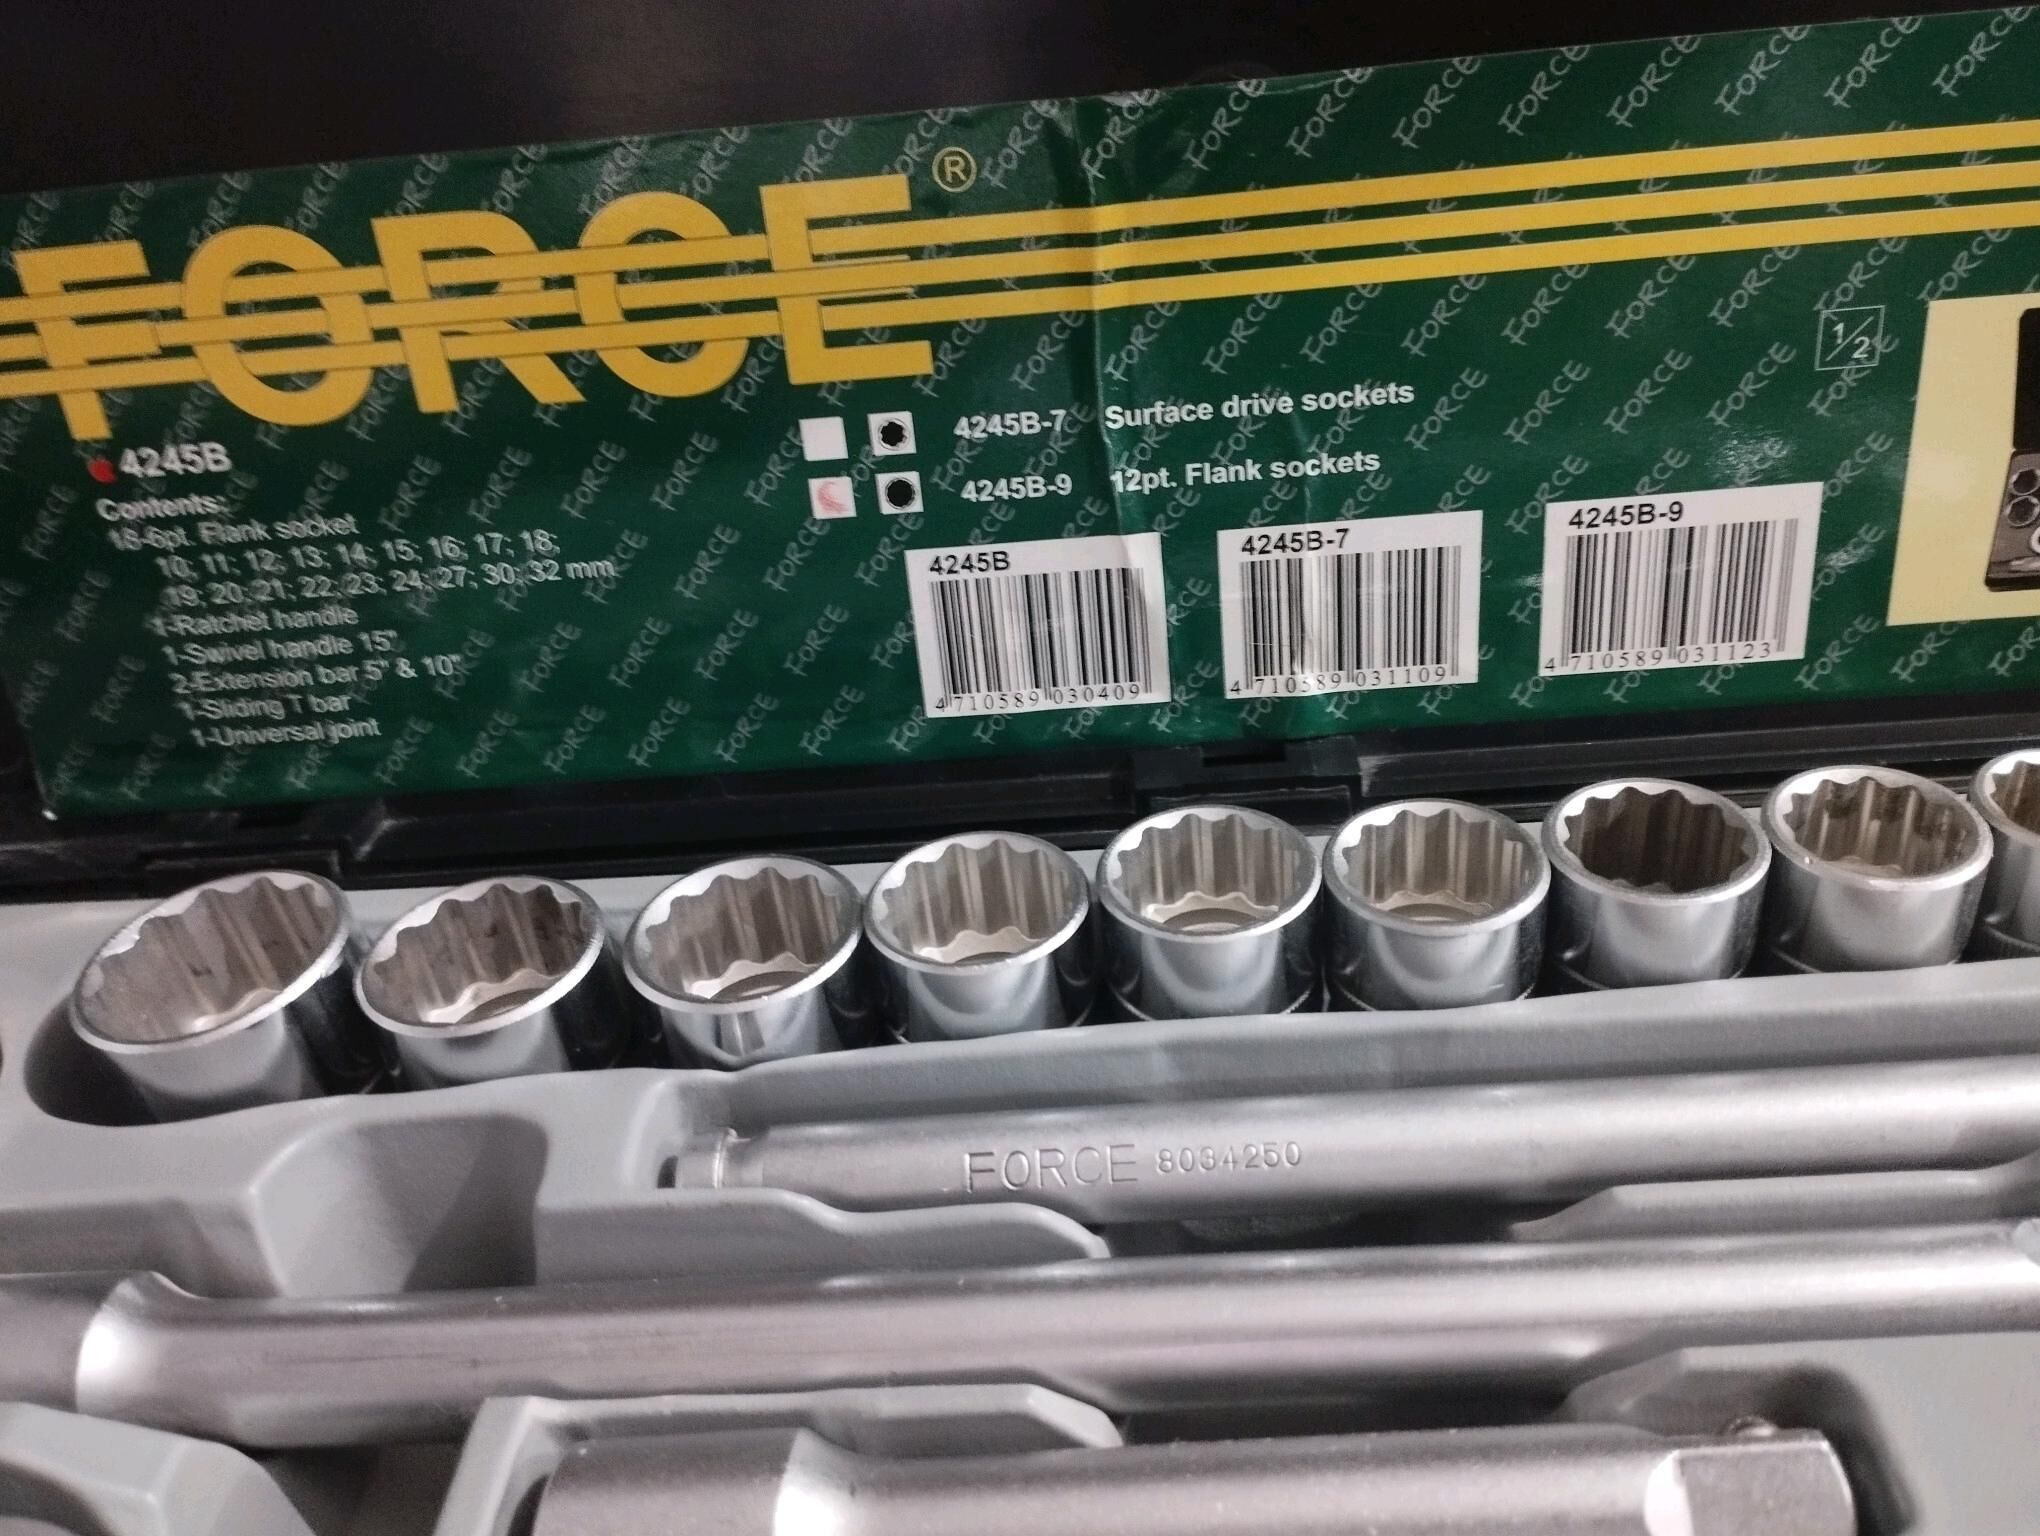 FORCE®
1/2
4245B
Contents:
18-6pt. Flank socket
10; 11; 12; 13; 14; 15; 16; 17; 18;
19; 20; 21; 22; 23; 24; 27; 30; 32 mm
1-Ratchet handle
1-Swivel handle 15"
2-Extension bar 5" & 10"
1-Sliding T bar
1-Universal joint
4245B-7 Surface drive sockets
4245B-9 12pt. Flank sockets
4245B
4 710589 030409
4245B-7
4 710589 031109
4245B-9
4 710589 031123
FORCE 8034250